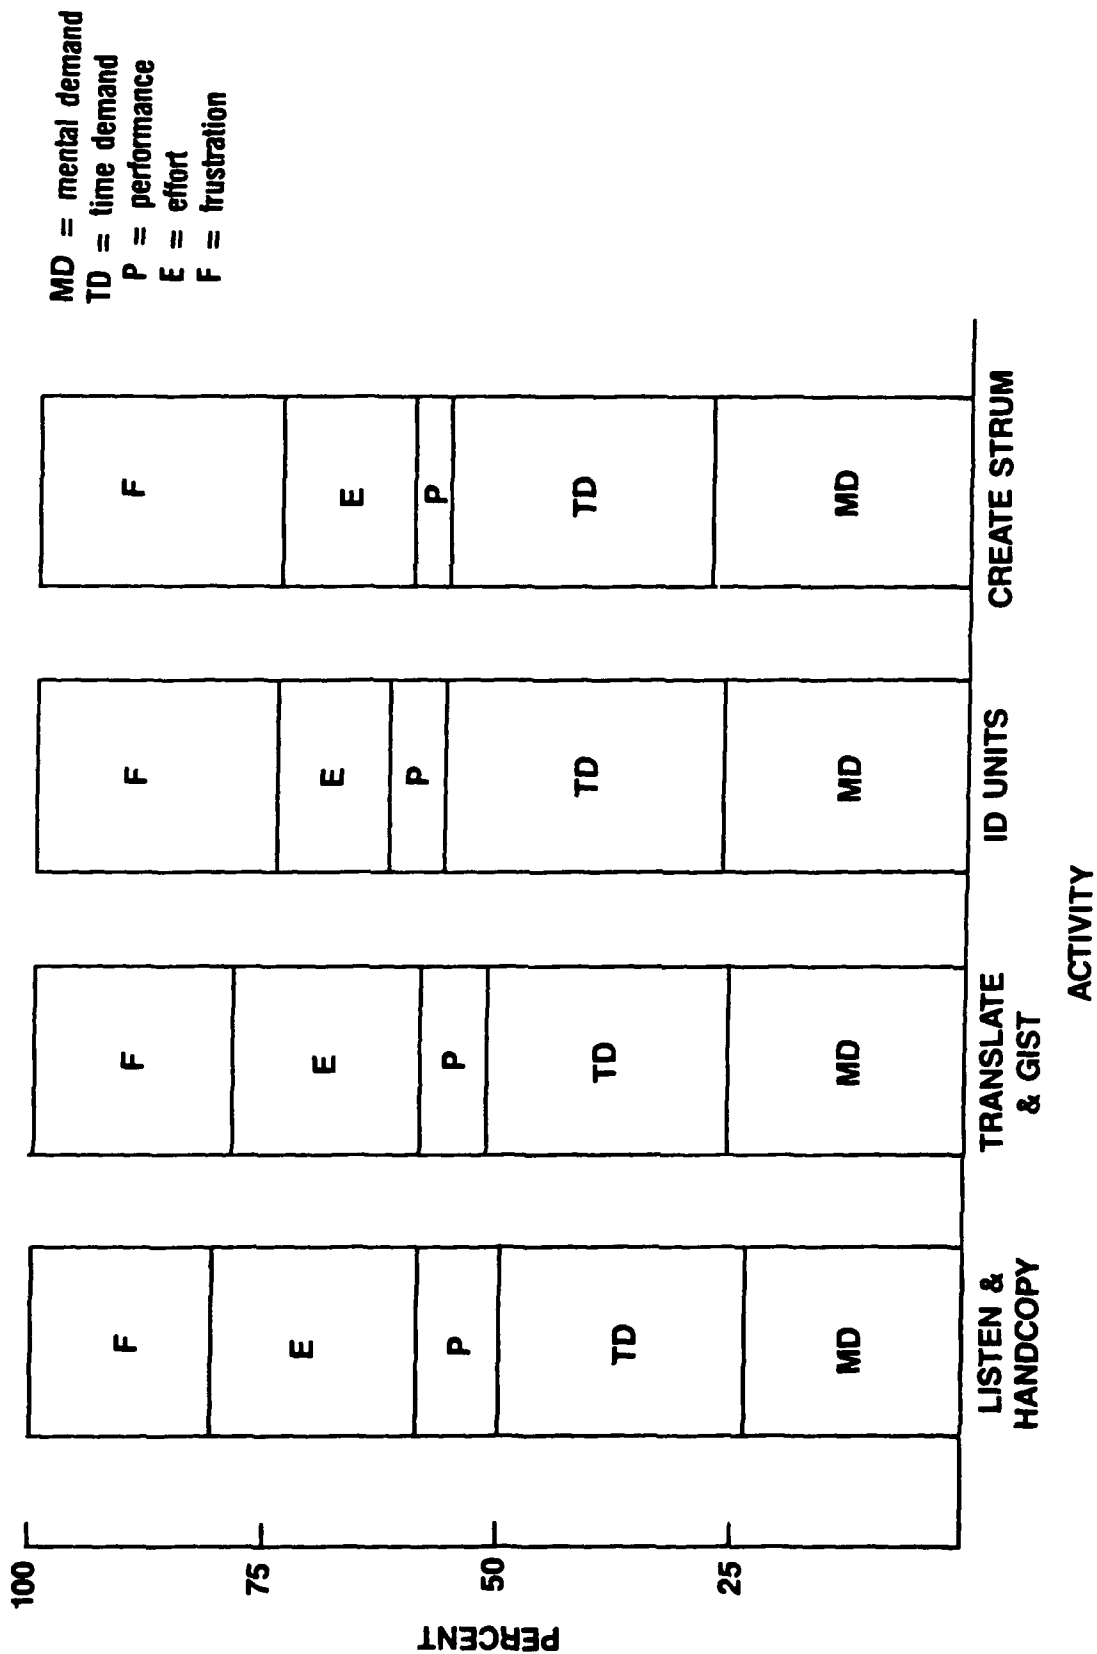 MD = mental demand
TD = time demand
P = performance
E = effort
F = frustration
PERCENT
100
75
50
25
F
E
P
TD
MD
F
E
P
TD
MD
F
E
P
TD
MD
F
E
P
TD
MD
LISTEN &
HANDCOPY
TRANSLATE
& GIST
ID UNITS
CREATE STRUM
ACTIVITY